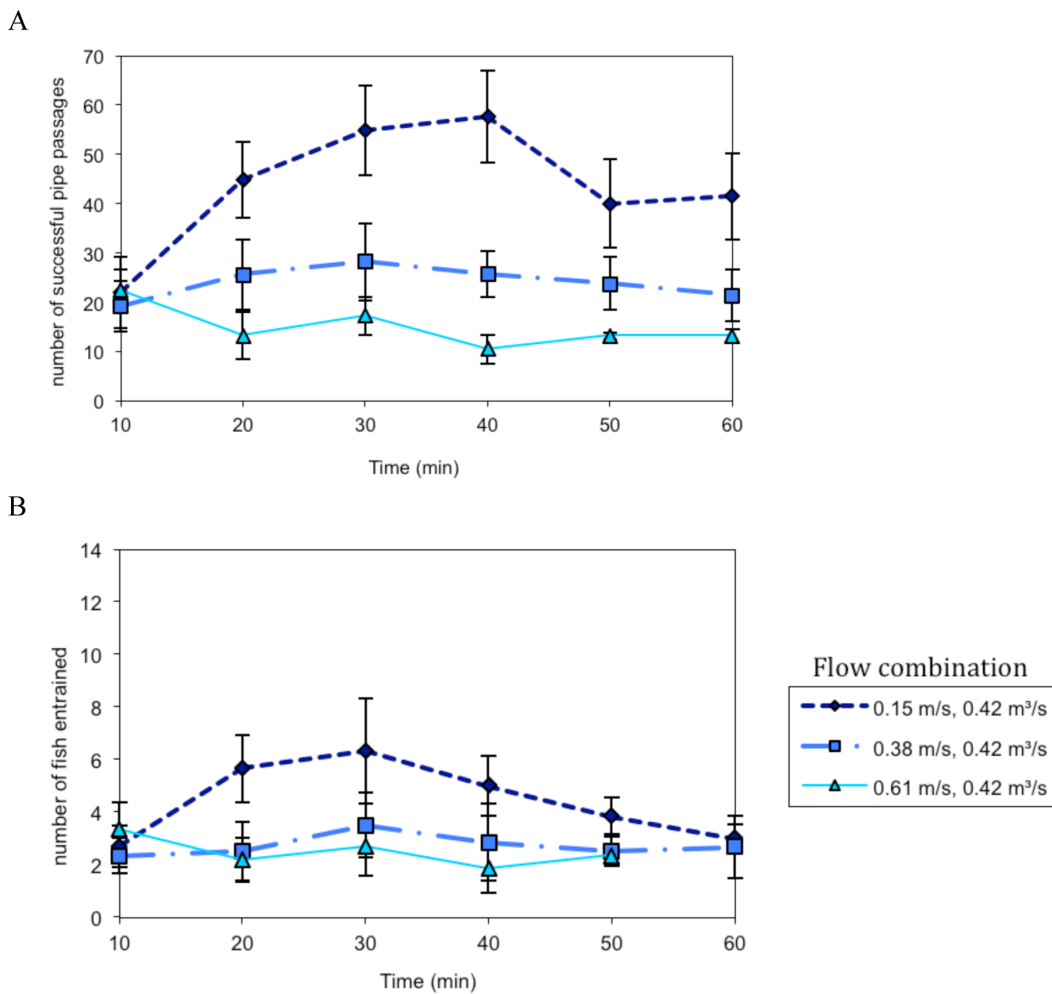 A
70
60
50
40
30
20
10
0
number of successful pipe passages
10 20 30 40 50 60
Time (min)
B
14
12
10
8
6
4
2
0
number of fish entrained
10 20 30 40 50 60
Time (min)
Flow combination
0.15 m/s, 0.42 m³/s
0.38 m/s, 0.42 m³/s
0.61 m/s, 0.42 m³/s